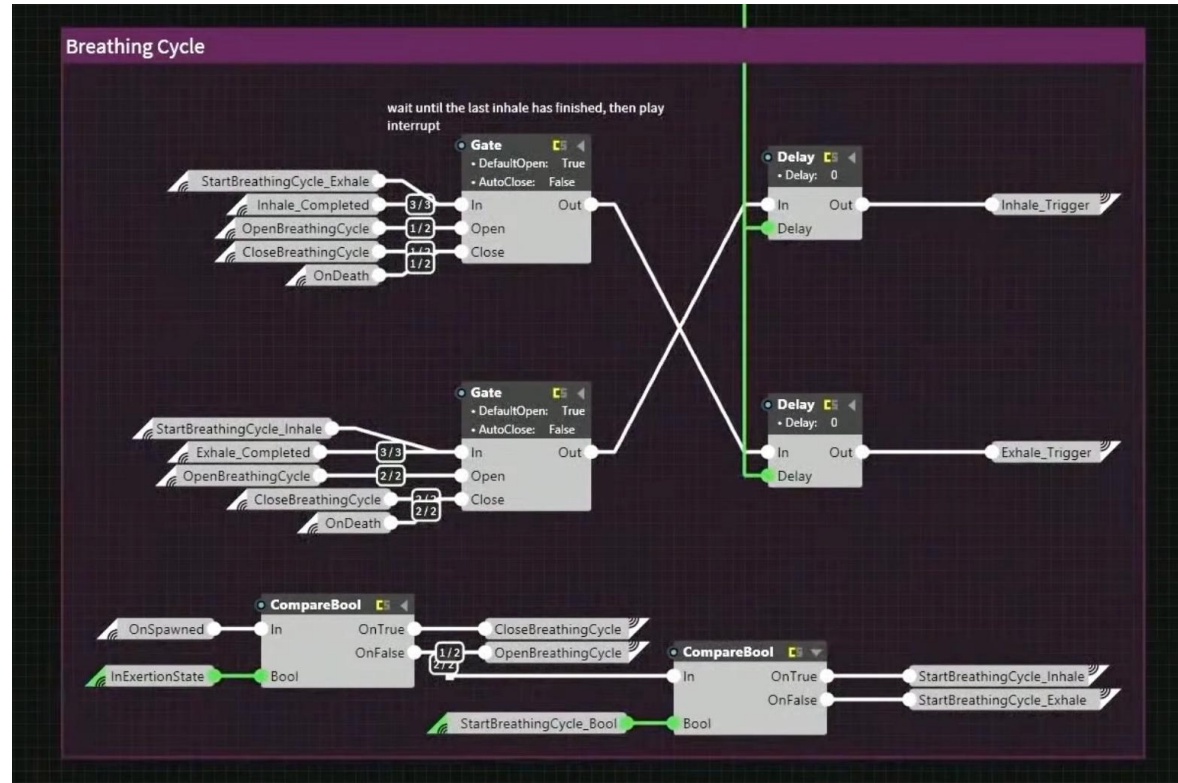 Breathing Cycle
wait until the last inhale has finished, then play
interrupt
Gate
• DefaultOpen: True
• AutoClose: False
StartBreathingCycle_Exhale
Inhale_Completed
3/3
In
Out
OpenBreathingCycle
1/2
Open
CloseBreathingCycle
1/2
Close
OnDeath
1/2
Delay
• Delay: 0
In
Out
Delay
Inhale_Trigger
Gate
• DefaultOpen: True
• AutoClose: False
StartBreathingCycle_Inhale
Exhale_Completed
3/3
In
Out
OpenBreathingCycle
2/2
Open
CloseBreathingCycle
2/2
Close
OnDeath
2/2
Delay
• Delay: 0
In
Out
Delay
Exhale_Trigger
CompareBool
OnSpawned
In
OnTrue
CloseBreathingCycle
OnFalse
1/2
OpenBreathingCycle
2/2
InExertionState
Bool
CompareBool
In
OnTrue
StartBreathingCycle_Inhale
OnFalse
StartBreathingCycle_Exhale
StartBreathingCycle_Bool
Bool